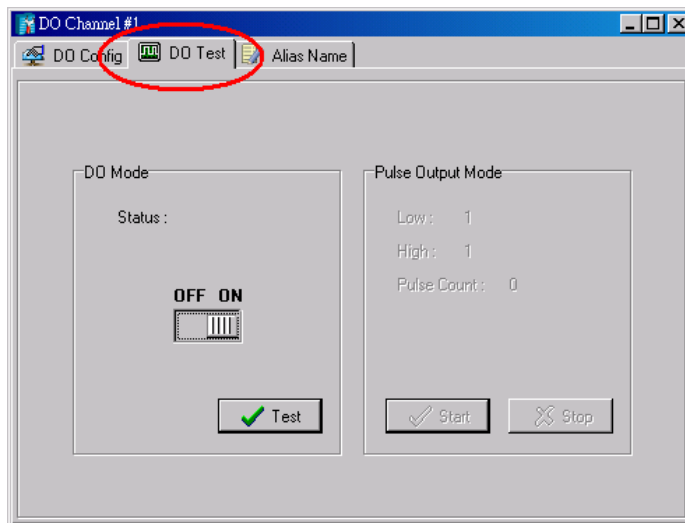 DO Channel #1
DO Config DO Test Alias Name
DO Mode
Status :
OFF ON
Test
Pulse Output Mode
Low : 1
High : 1
Pulse Count : 0
Start Stop